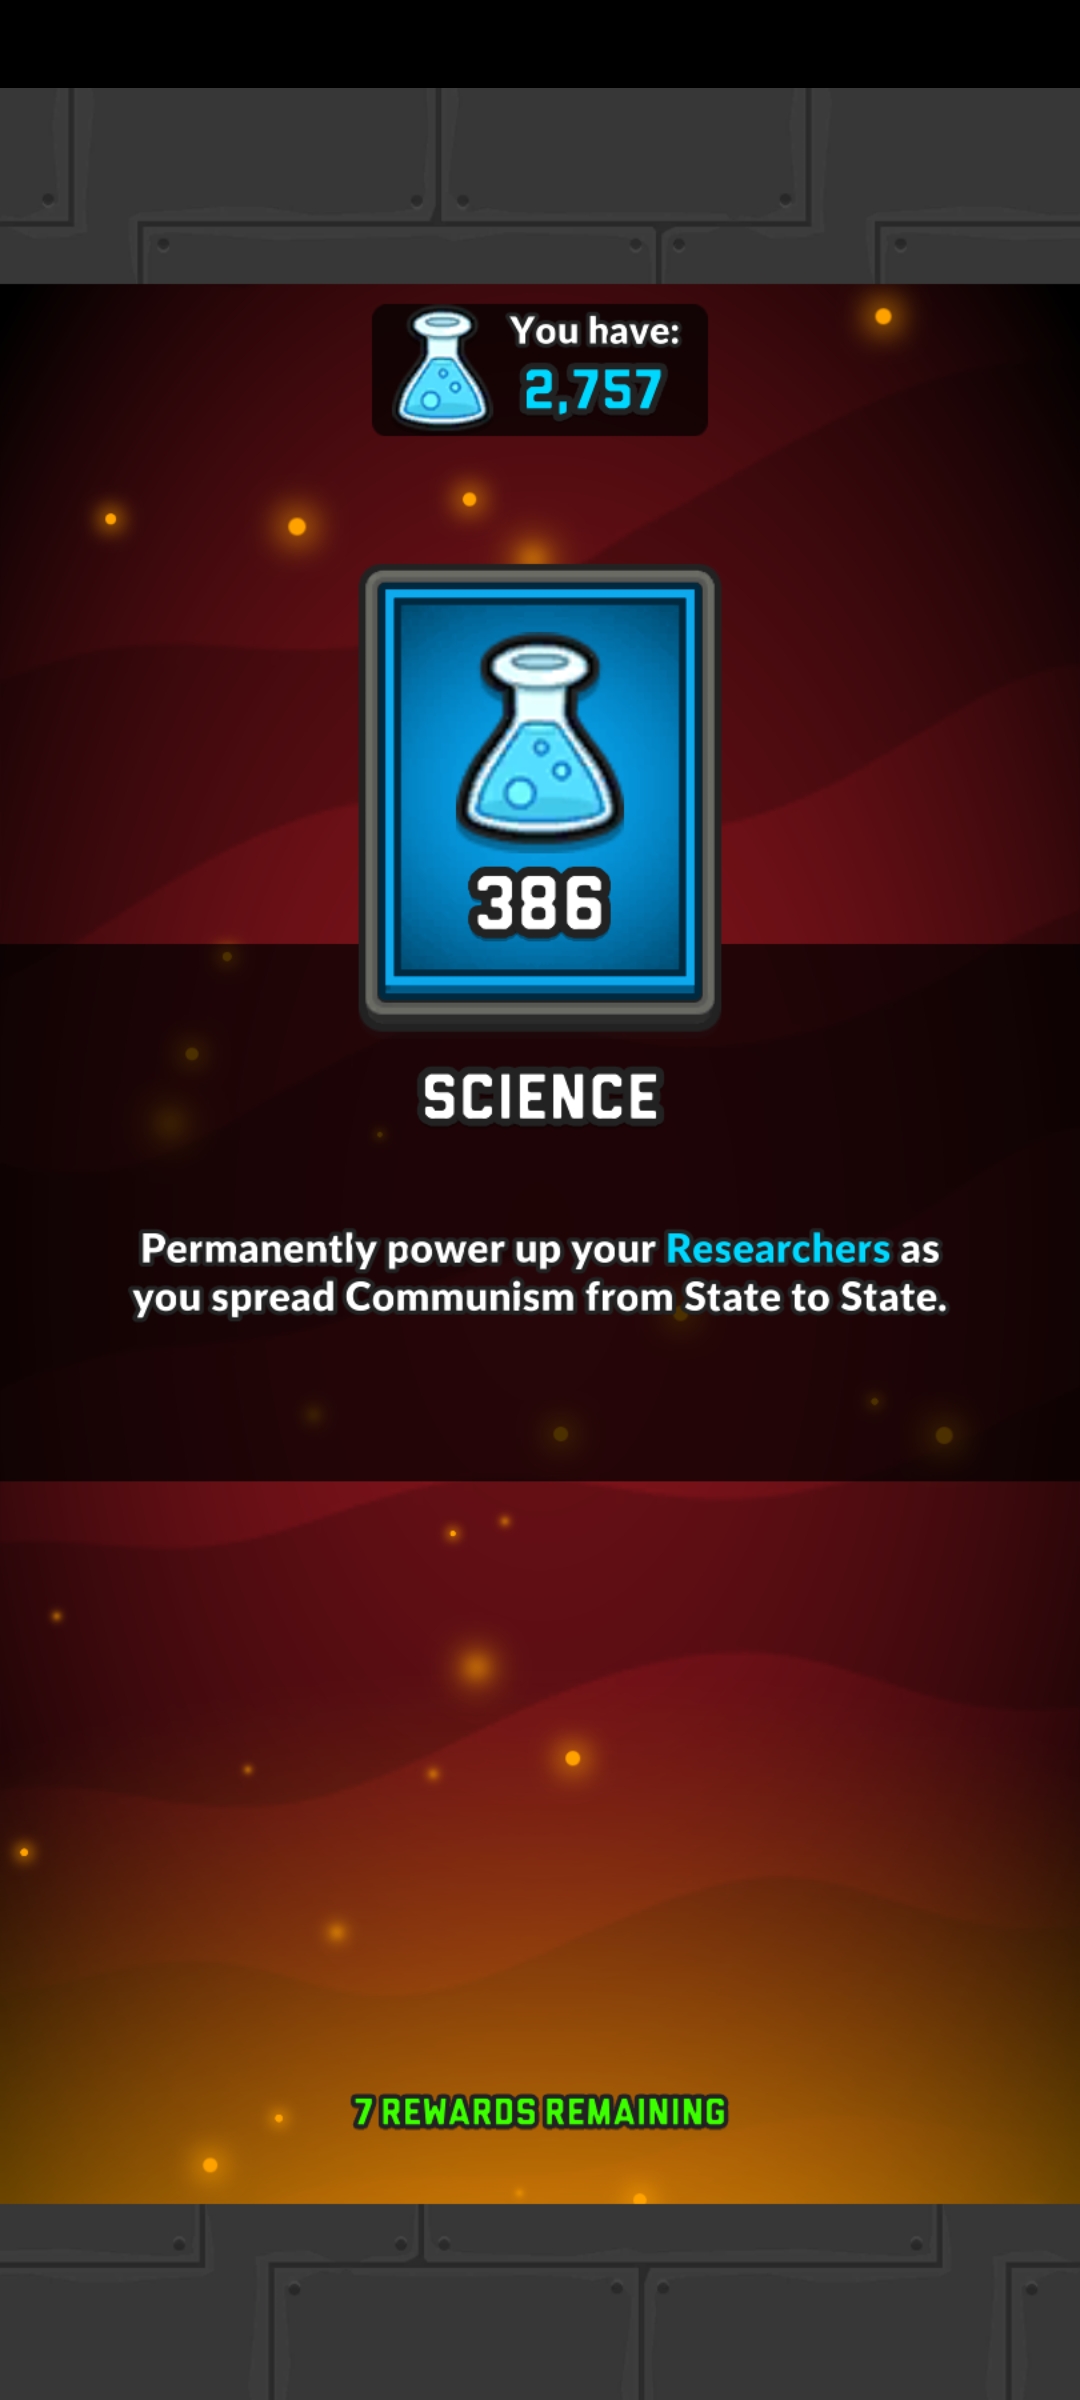 You have:
2,757
386
SCIENCE
Permanently power up your Researchers as
you spread Communism from State to State.
7 REWARDS REMAINING